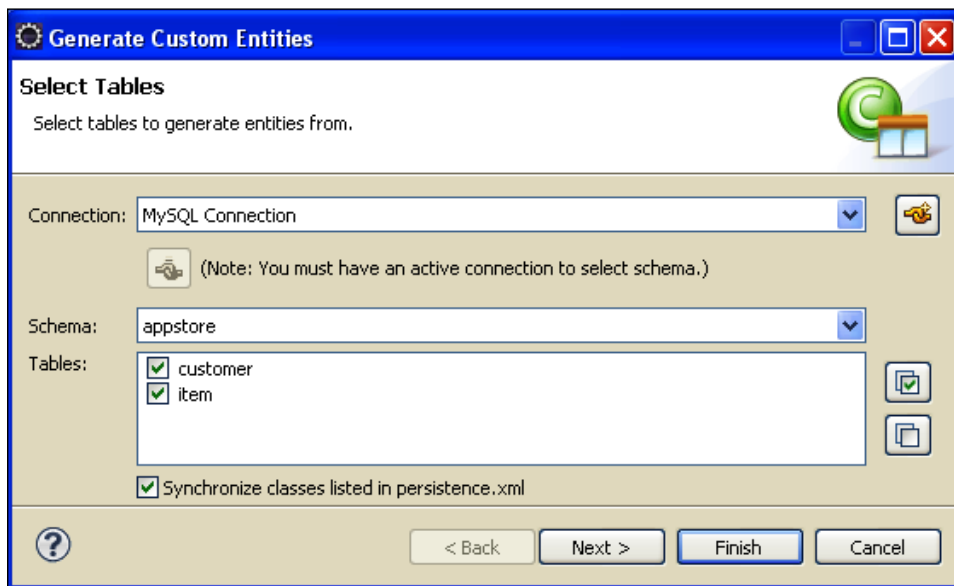 Generate Custom Entities
Select Tables
Select tables to generate entities from.
Connection: MySQL Connection
(Note: You must have an active connection to select schema.)
Schema: appstore
Tables: customer
item
Synchronize classes listed in persistence.xml
? < Back Next > Finish Cancel